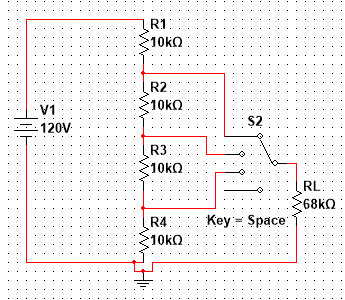 R1
10kΩ
R2
10kΩ
V1
120V
S2
R3
10kΩ
RL
68kΩ
R4
10kΩ
Key = Space